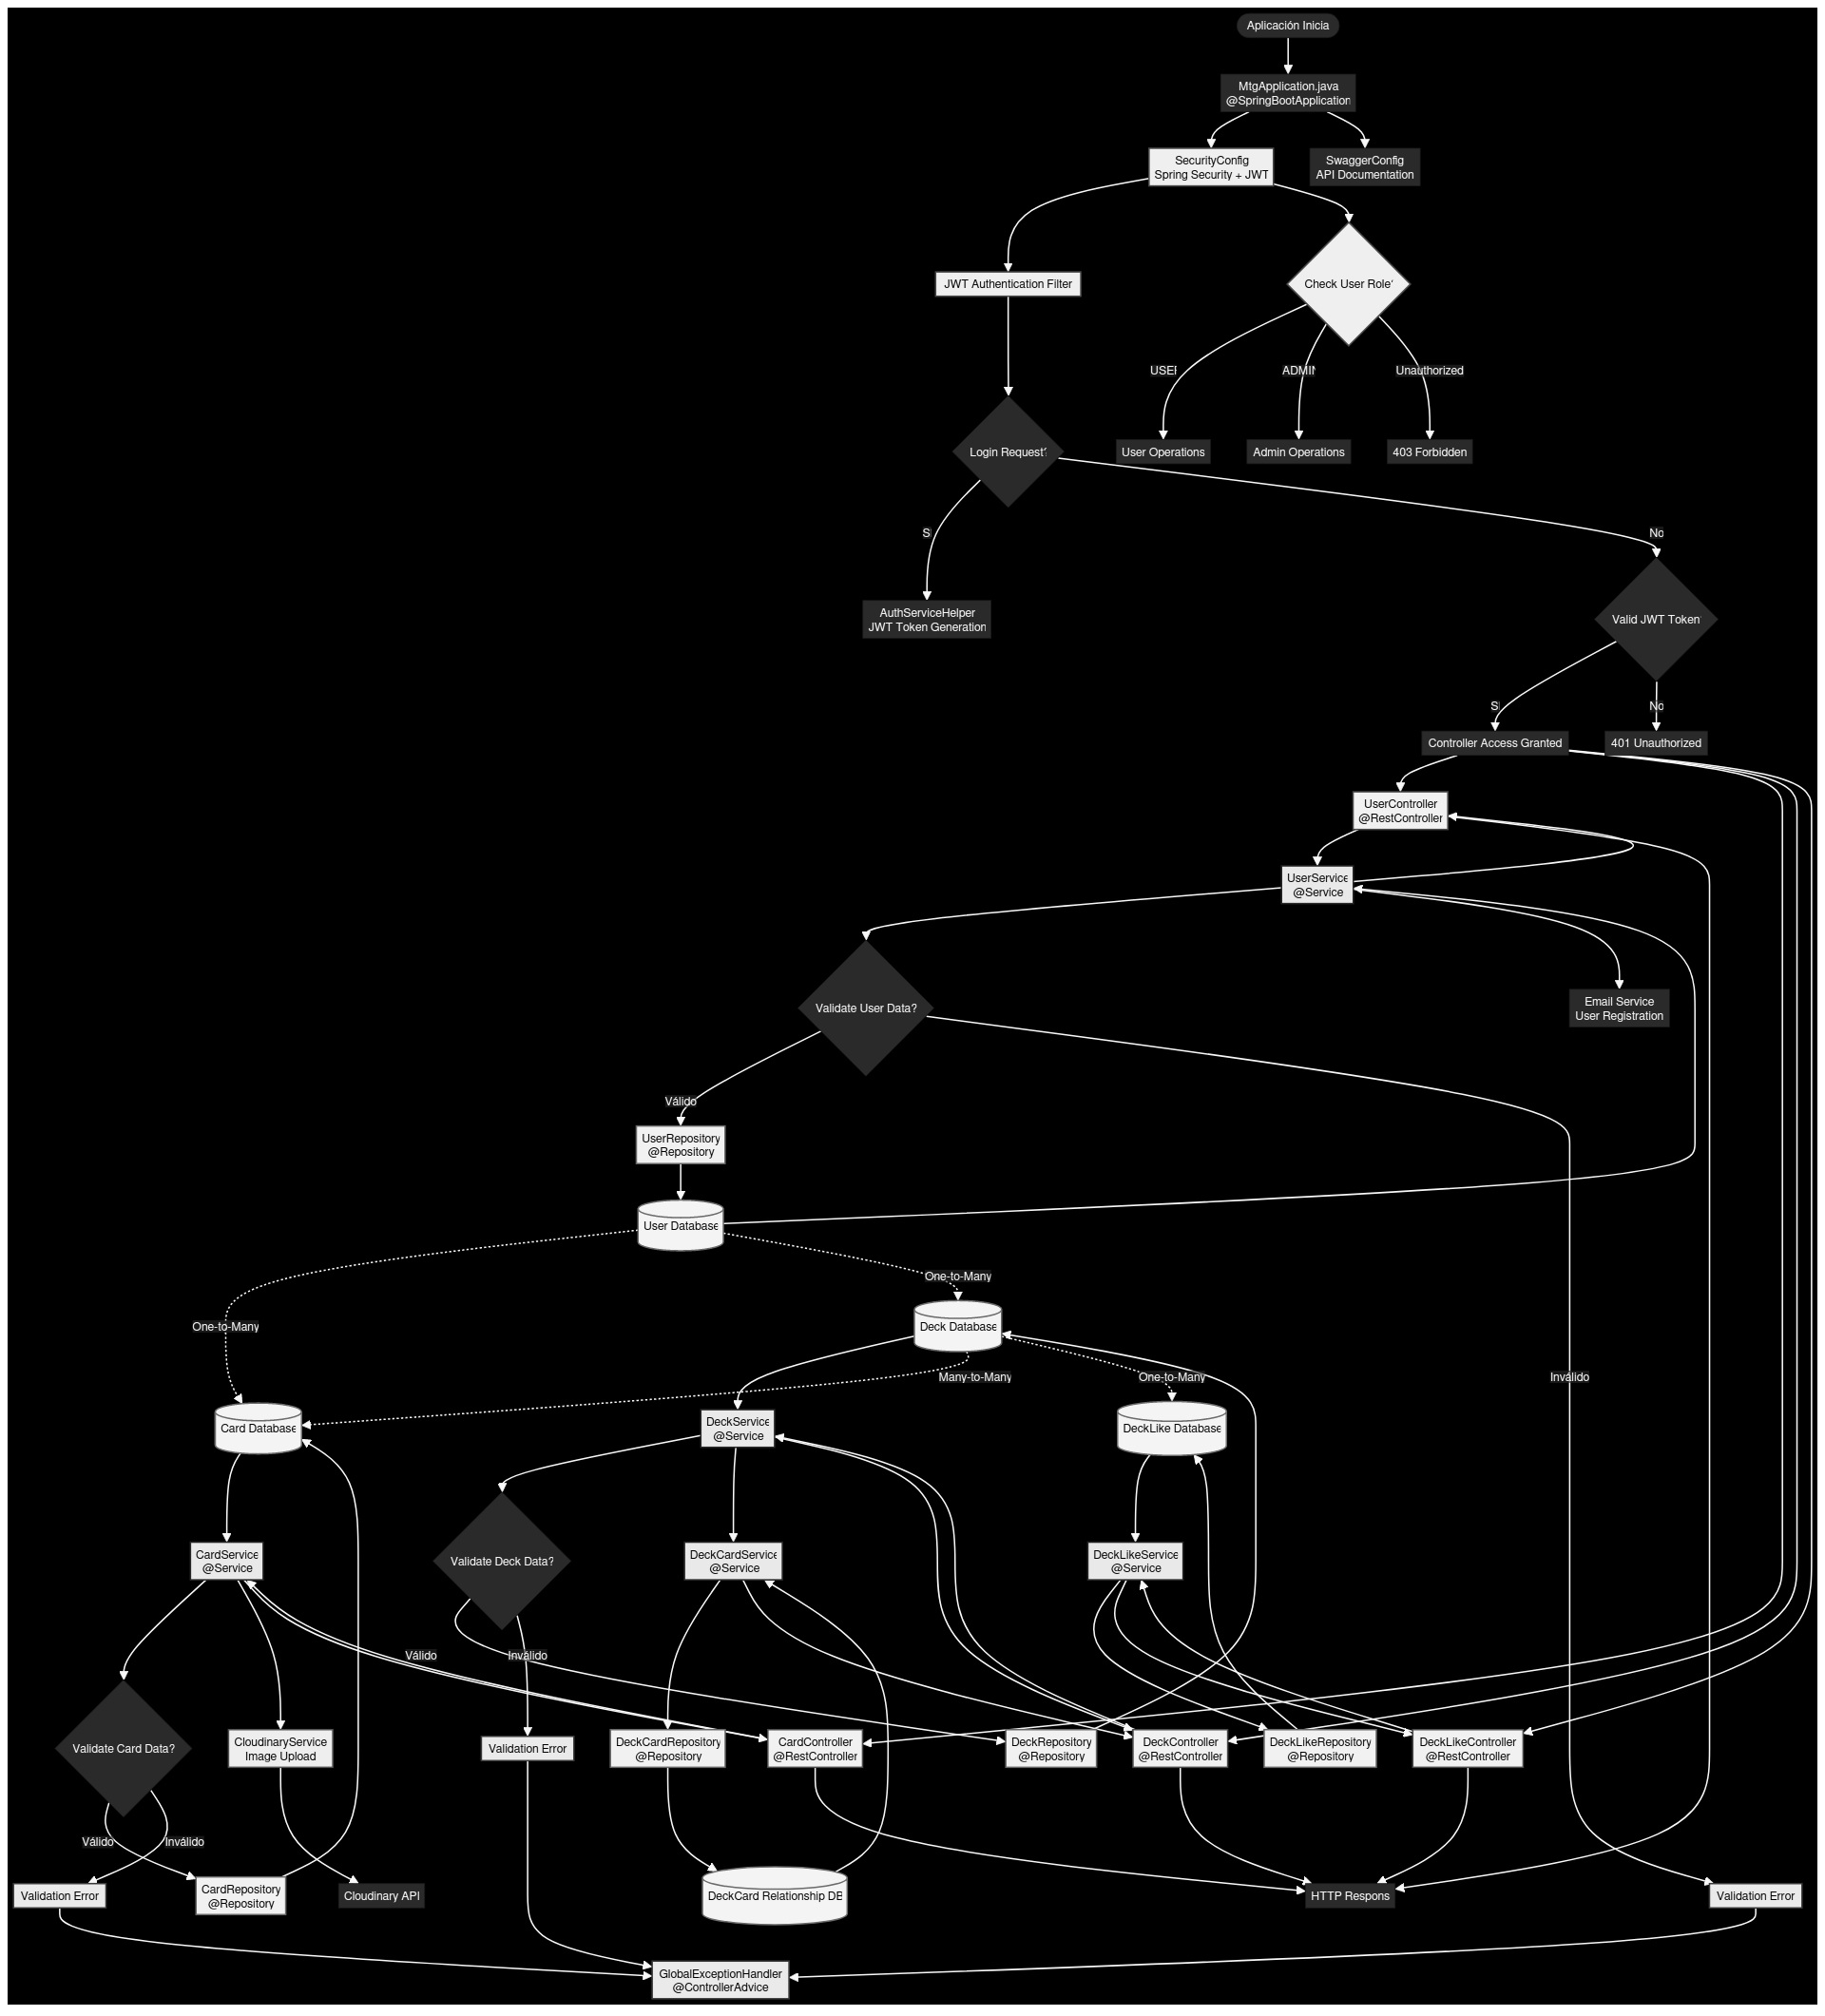 Aplicación Inicia
MtgApplication.java
@SpringBootApplication
SecurityConfig
Spring Security + JWT
SwaggerConfig
API Documentation
JWT Authentication Filter
Check User Role?
USER
ADMIN
Unauthorized
Login Request?
User Operations
Admin Operations
403 Forbidden
S
No
AuthServiceHelper
JWT Token Generation
Valid JWT Token
S
No
Controller Access Granted
401 Unauthorized
UserController
@RestController
UserService
@Service
Validate User Data?
Email Service
User Registration
Válido
UserRepository
@Repository
User Database
One-to-Many
One-to-Many
Deck Database
Many-to-Many
One-to-Many
Inválido
Card Database
DeckService
@Service
DeckLike Database
CardService
@Service
Validate Deck Data?
DeckCardService
@Service
DeckLikeService
@Service
Válido
Inválido
Validate Card Data?
CloudinaryService
Image Upload
Validation Error
DeckCardRepository
@Repository
CardController
@RestController
DeckRepository
@Repository
DeckController
@RestController
DeckLikeRepository
@Repository
DeckLikeController
@RestController
Válido
Inválido
Validation Error
CardRepository
@Repository
Cloudinary API
DeckCard Relationship DB
HTTP Respons
Validation Error
GlobalExceptionHandler
@ControllerAdvice